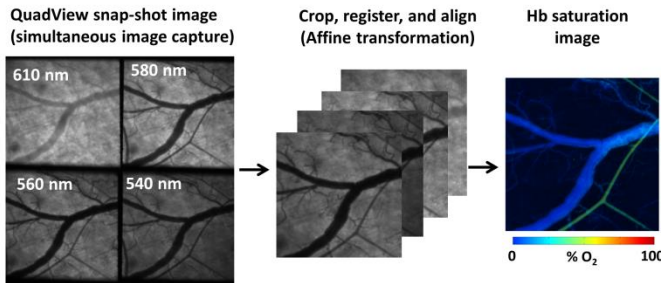 QuadView snap-shot image
(simultaneous image capture)
Crop, register, and align
(Affine transformation)
Hb saturation
image
610 nm
580 nm
560 nm
540 nm
0
% O₂
100